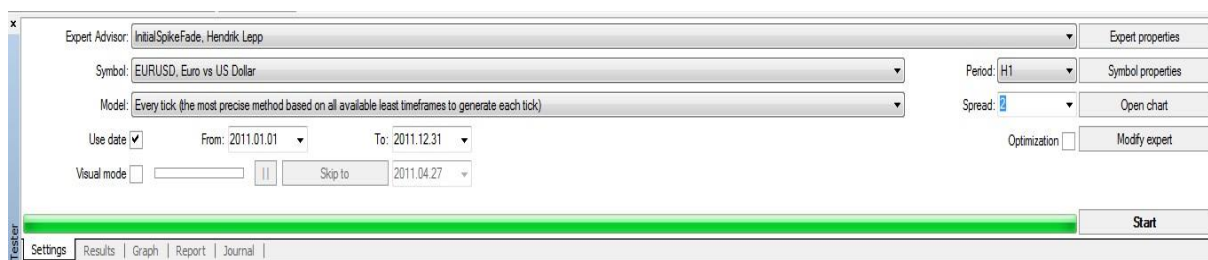 x
Expert Advisor: InitialSpikeFade, Hendrik Lepp Expert properties
Symbol: EURUSD, Euro vs US Dollar Period: H1 Symbol properties
Model: Every tick (the most precise method based on all available least timeframes to generate each tick) Spread: 2 Open chart
Use date From: 2011.01.01 To: 2011.12.31 Optimization Modify expert
Visual mode Skip to 2011.04.27
Start
Tester
Settings | Results | Graph | Report | Journal |